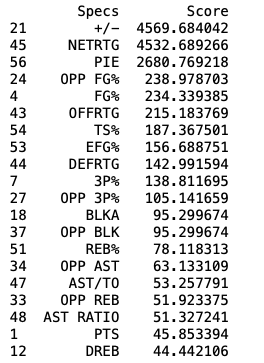 Specs Score
21 +/- 4569.684042
45 NETRTG 4532.689266
56 PIE 2680.769218
24 OPP FG% 238.978703
4 FG% 234.339385
43 OFFRTG 215.183769
54 TS% 187.367501
53 EFG% 156.688751
44 DEFRTG 142.991594
7 3P% 138.811695
27 OPP 3P% 105.141659
18 BLKA 95.299674
37 OPP BLK 95.299674
51 REB% 78.118313
34 OPP AST 63.133109
47 AST/TO 53.257791
33 OPP REB 51.923375
48 AST RATIO 51.327241
1 PTS 45.853394
12 DREB 44.442106